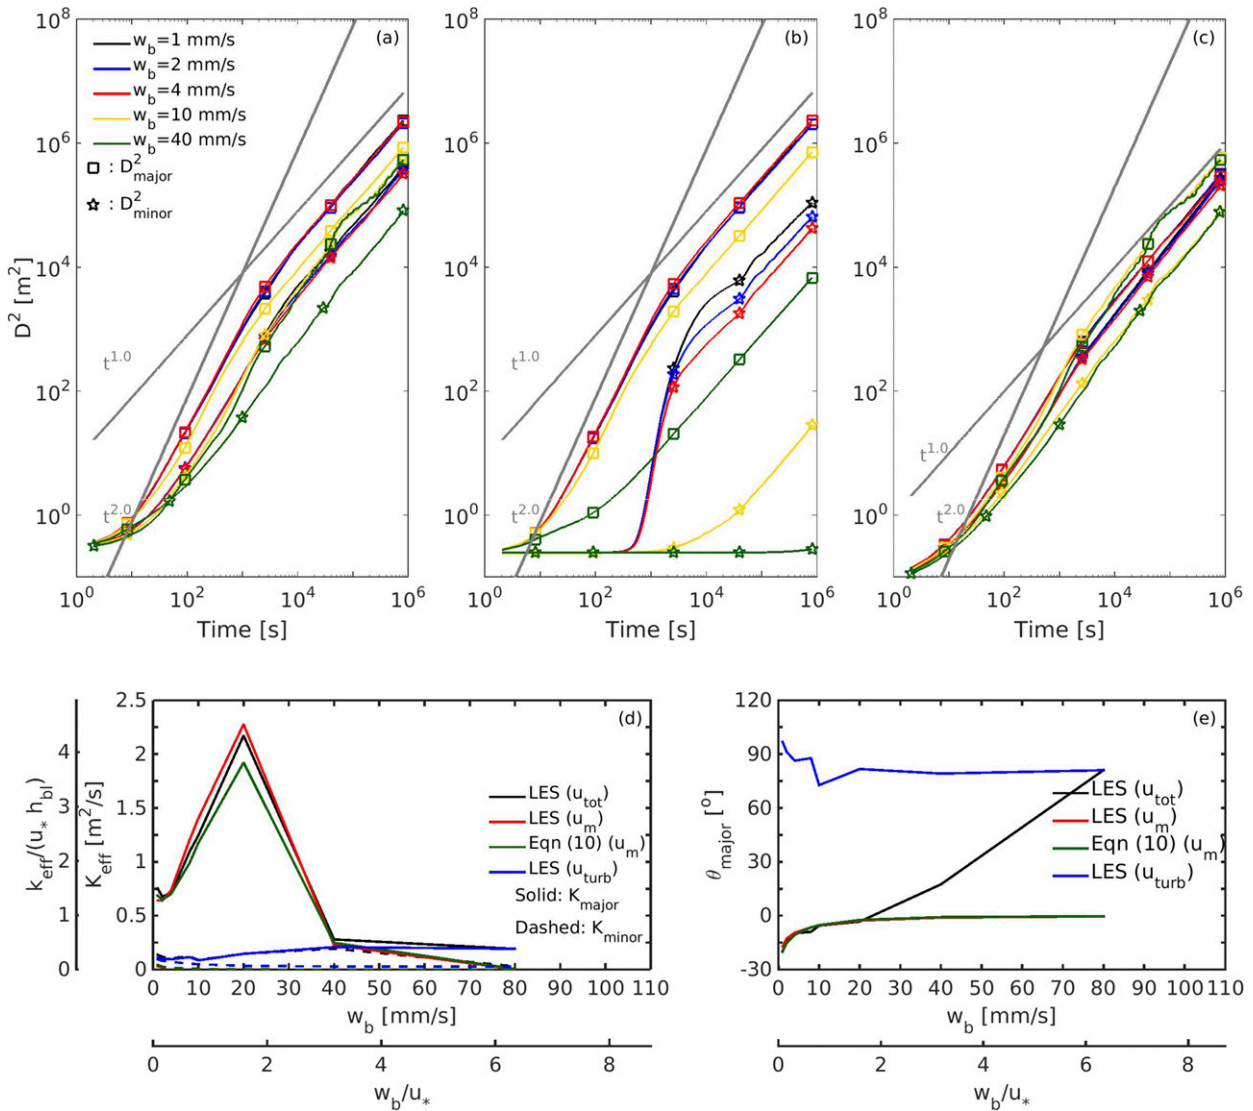 (a)
w_b=1 mm/s
w_b=2 mm/s
w_b=4 mm/s
w_b=10 mm/s
w_b=40 mm/s
: D²_major
: D²_minor
t^1.0
t^2.0
10^8
10^6
10^4
10^2
10^0
D² [m²]
10^0 10^2 10^4 10^6
Time [s]
(b)
t^1.0
t^2.0
10^8
10^6
10^4
10^2
10^0
10^0 10^2 10^4 10^6
Time [s]
(c)
t^1.0
t^2.0
10^8
10^6
10^4
10^2
10^0
10^0 10^2 10^4 10^6
Time [s]
(d)
k_eff/(u_* h_bl)
4
3
2
1
0
K_eff [m²/s]
2.5
2
1.5
1
0.5
0
LES (u_tot)
LES (u_m)
Eqn (10) (u_m)
LES (u_turb)
Solid: K_major
Dashed: K_minor
0 10 20 30 40 50 60 70 80 90 100 110
w_b [mm/s]
0 2 4 6 8
w_b/u_*
(e)
θ_major [°]
120
90
60
30
0
-30
LES (u_tot)
LES (u_m)
Eqn (10) (u_m)
LES (u_turb)
0 10 20 30 40 50 60 70 80 90 100 110
w_b [mm/s]
0 2 4 6 8
w_b/u_*